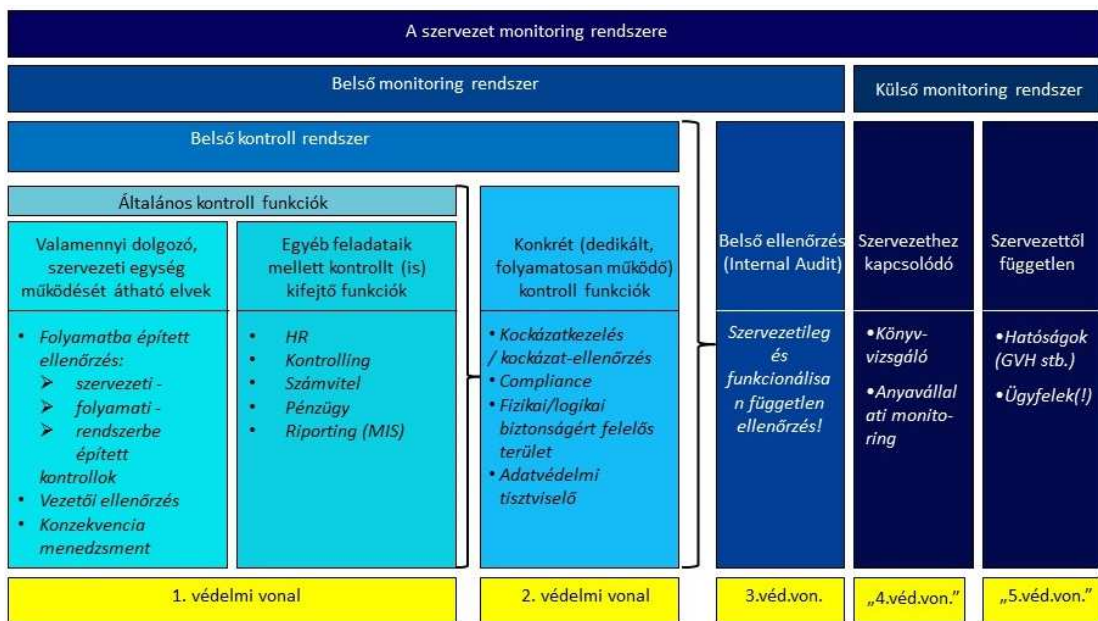 A szervezet monitoring rendszere
Belső monitoring rendszer
Külső monitoring rendszer
Belső kontroll rendszer
Általános kontroll funkciók
Valamennyi dolgozó,
szervezeti egység
működését átható elvek
• Folyamatba épített
ellenőrzés:
➢ szervezeti -
➢ folyamati -
➢ rendszerbe
épített
kontrollok
• Vezetői ellenőrzés
• Konzekvencia
menedzsment
Egyéb feladataik
mellett kontrollt (is)
kifejtő funkciók
• HR
• Kontrolling
• Számvitel
• Pénzügy
• Riporting (MIS)
Konkrét (dedikált,
folyamatosan működő)
kontroll funkciók
• Kockázatkezelés
/ kockázat-ellenőrzés
• Compliance
• Fizikai/logikai
biztonságért felelős
terület
• Adatvédelmi
tisztviselő
Belső ellenőrzés
(Internal Audit)
Szervezetileg
és
funkcionálisa
n független
ellenőrzés!
Szervezethez
kapcsolódó
•Könyv-
vizsgáló
•Anyavállal
ati monito-
ring
Szervezettől
független
•Hatóságok
(GVH stb.)
•Ügyfelek(!)
1. védelmi vonal
2. védelmi vonal
3.véd.von.
„4.véd.von.”
„5.véd.von.”